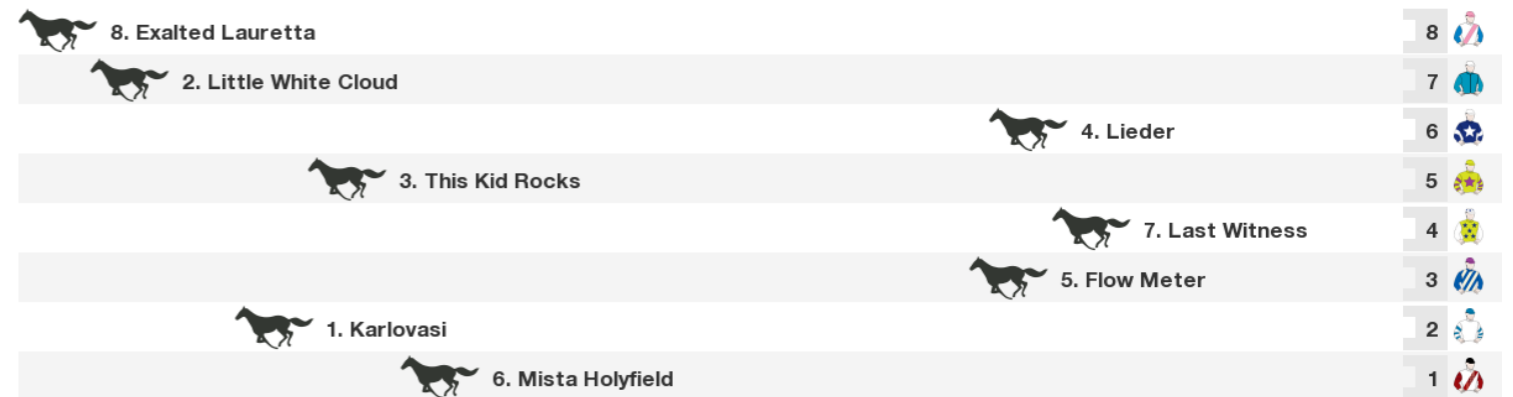 8. Exalted Lauretta 8
2. Little White Cloud 7
4. Lieder 6
3. This Kid Rocks 5
7. Last Witness 4
5. Flow Meter 3
1. Karlovasi 2
6. Mista Holyfield 1